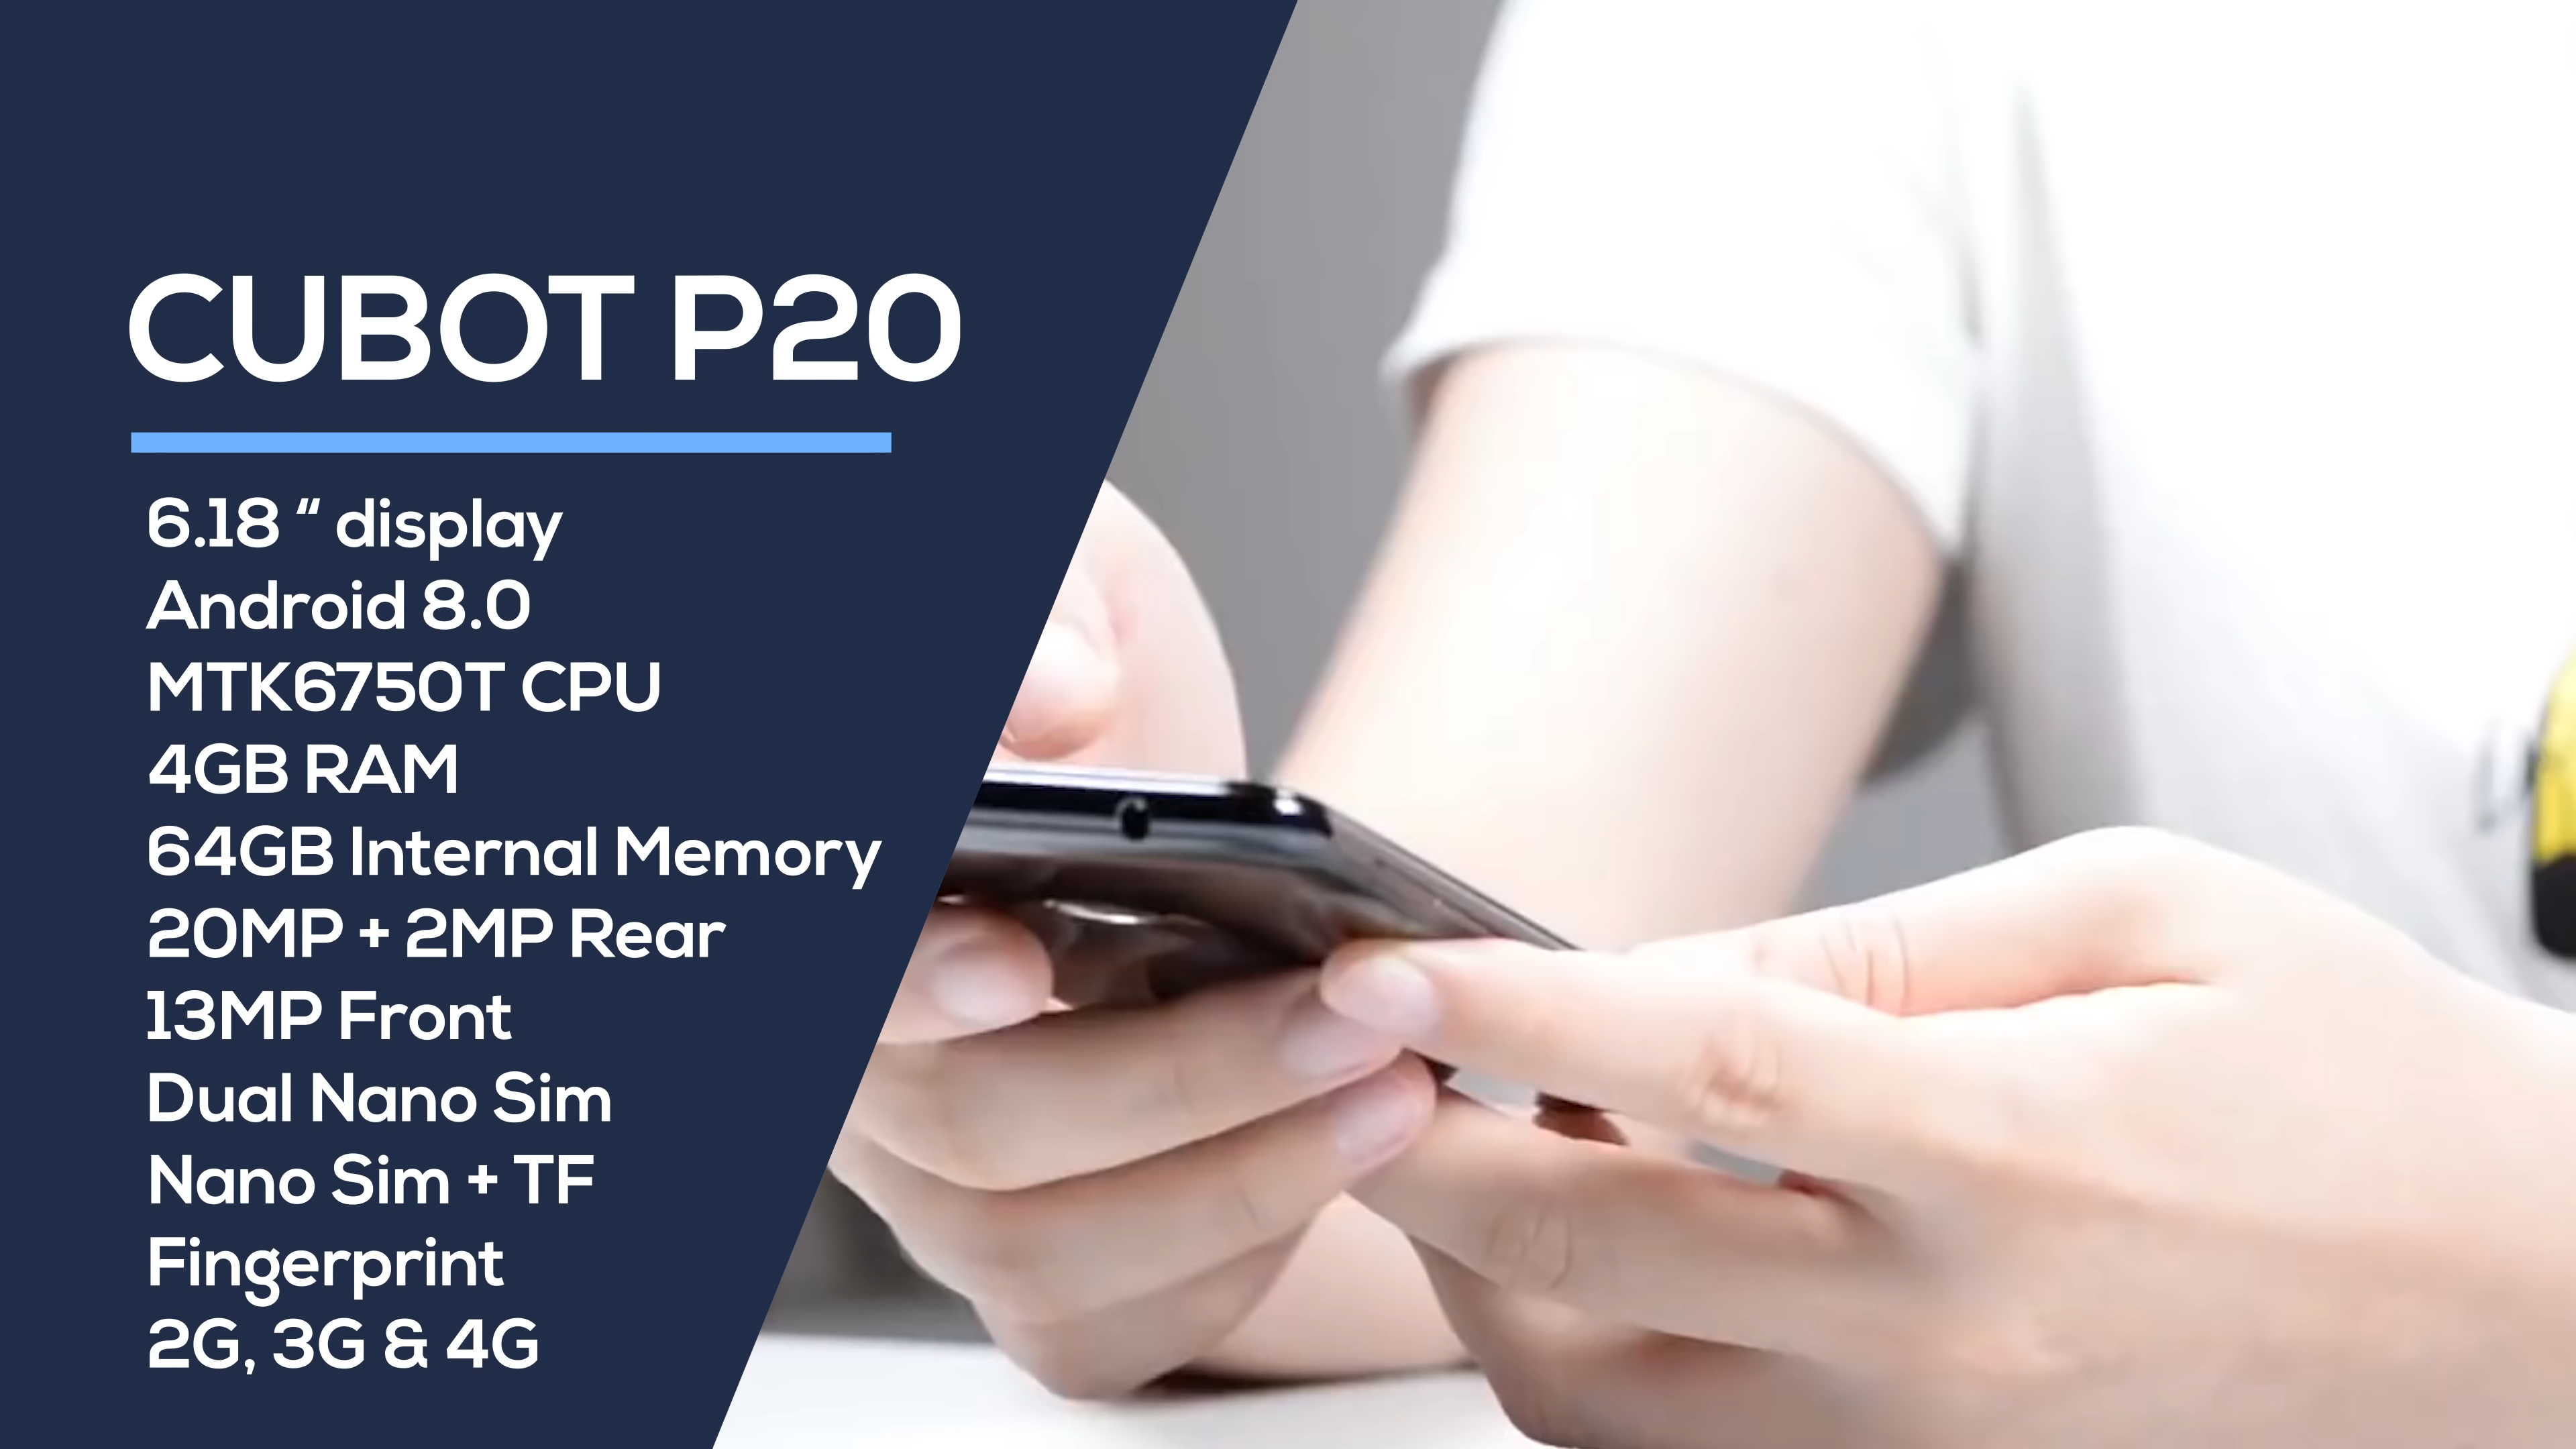 CUBOT P20
6.18 “ display
Android 8.0
MTK6750T CPU
4GB RAM
64GB Internal Memory
20MP + 2MP Rear
13MP Front
Dual Nano Sim
Nano Sim + TF
Fingerprint
2G, 3G & 4G